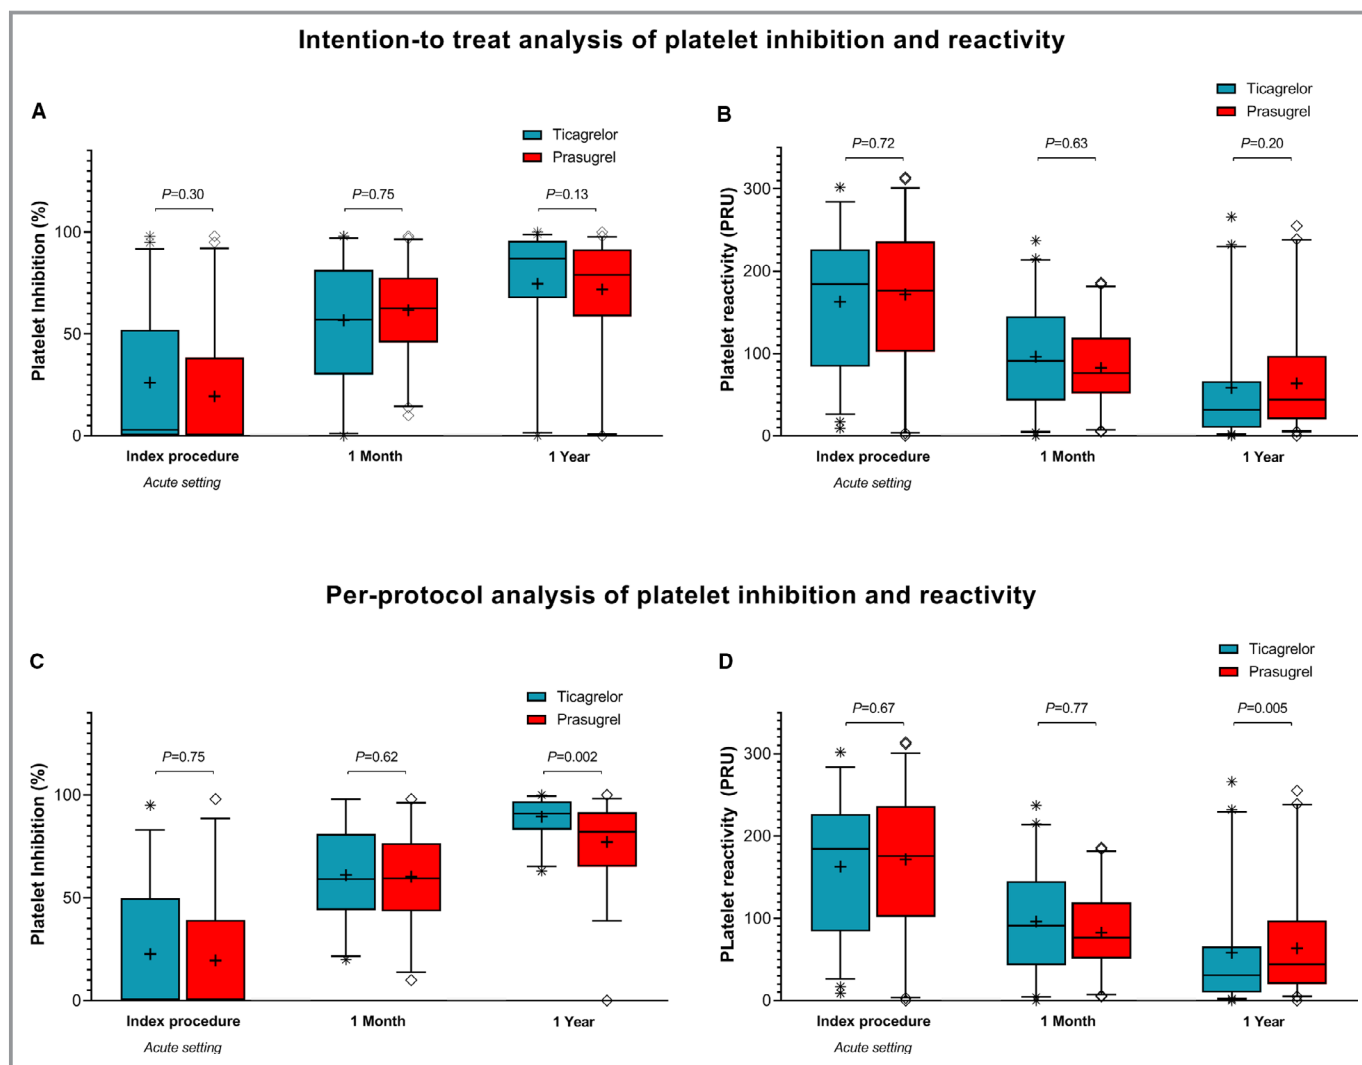 Intention-to treat analysis of platelet inhibition and reactivity
A
Ticagrelor
Prasugrel
P=0.30
P=0.75
P=0.13
Platelet Inhibition (%)
100
50
0
Index procedure
1 Month
1 Year
Acute setting
B
Ticagrelor
Prasugrel
P=0.72
P=0.63
P=0.20
Platelet reactivity (PRU)
300
200
100
0
Index procedure
1 Month
1 Year
Acute setting
Per-protocol analysis of platelet inhibition and reactivity
C
Ticagrelor
Prasugrel
P=0.75
P=0.62
P=0.002
Platelet Inhibition (%)
100
50
0
Index procedure
1 Month
1 Year
Acute setting
D
Ticagrelor
Prasugrel
P=0.67
P=0.77
P=0.005
PLatelet reactivity (PRU)
300
200
100
0
Index procedure
1 Month
1 Year
Acute setting